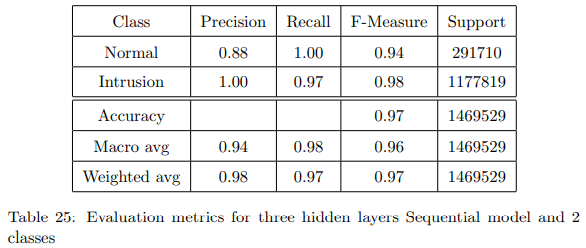 Class Precision Recall F-Measure Support
Normal 0.88 1.00 0.94 291710
Intrusion 1.00 0.97 0.98 1177819
Accuracy 0.97 1469529
Macro avg 0.94 0.98 0.96 1469529
Weighted avg 0.98 0.97 0.97 1469529
Table 25: Evaluation metrics for three hidden layers Sequential model and 2
classes